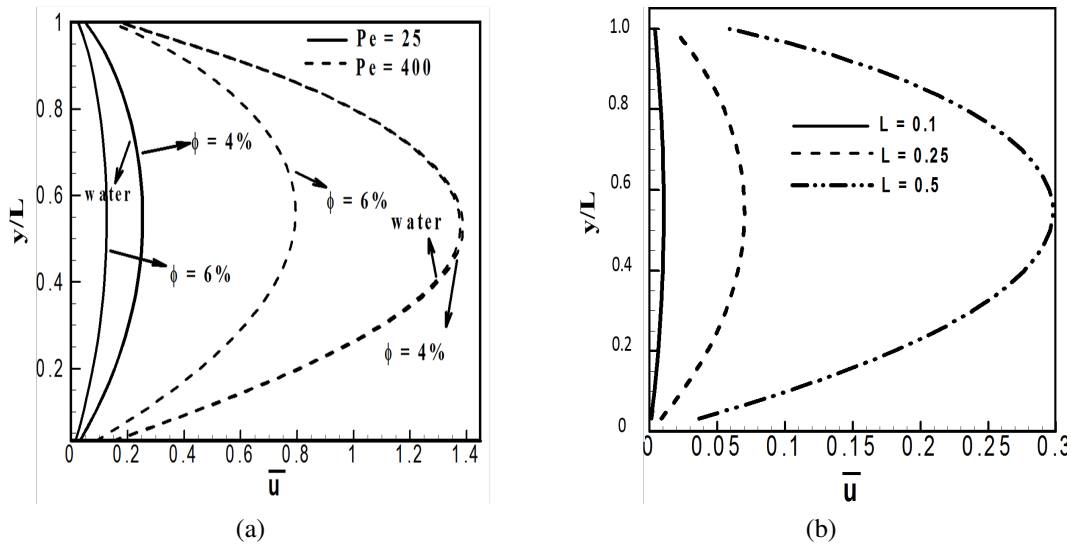 1
0.8
0.6
0.4
0.2
y/L
Pe = 25
Pe = 400
ϕ = 4%
water
ϕ = 6%
water
ϕ = 6%
ϕ = 4%
0 0.2 0.4 0.6 0.8 1 1.2 1.4
u̅
(a)
1.0
0.8
0.6
0.4
0.2
0
y/L
L = 0.1
L = 0.25
L = 0.5
0 0.05 0.1 0.15 0.2 0.25 0.3
u̅
(b)